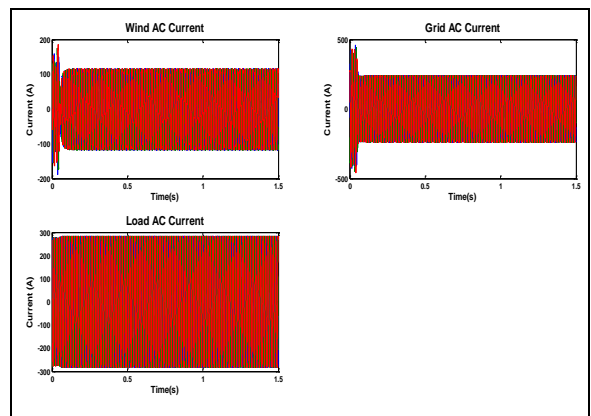 Wind AC Current
200
100
0
-100
-200
Current (A)
0 0.5 1 1.5
Time(s)
Grid AC Current
500
0
-500
Current (A)
0 0.5 1 1.5
Time(s)
Load AC Current
300
200
100
0
-100
-200
-300
Current (A)
0 0.5 1 1.5
Time(s)